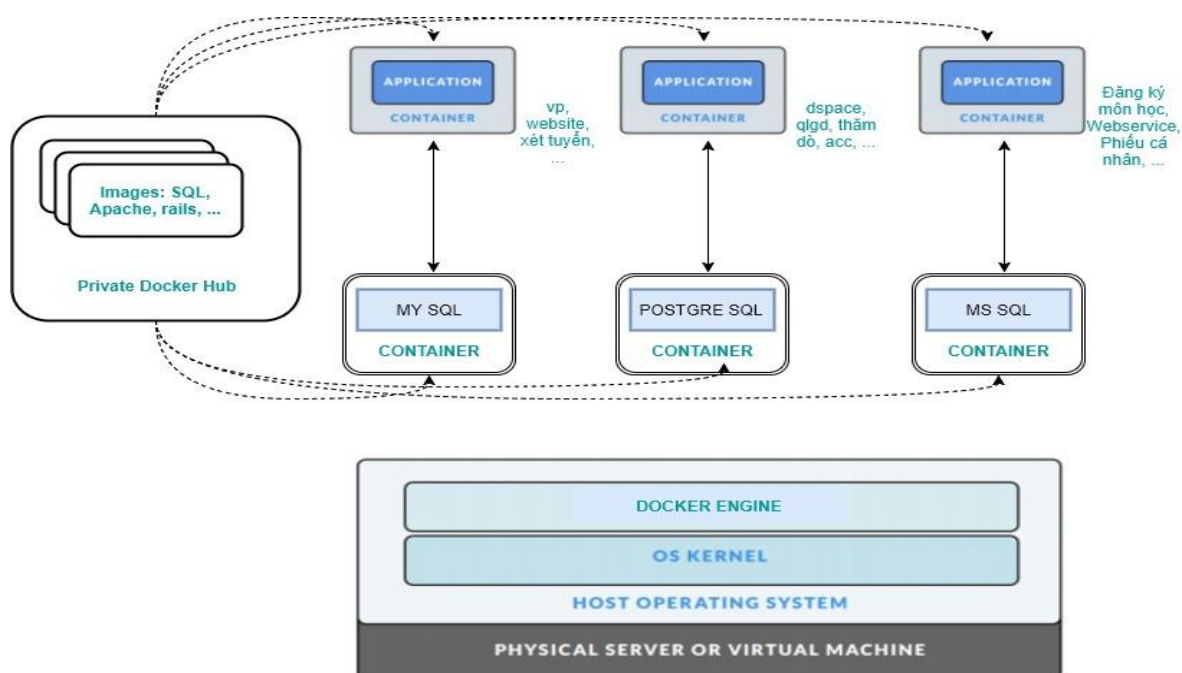 APPLICATION
CONTAINER
vp,
website,
xét tuyển,
...
APPLICATION
CONTAINER
dspace,
qlgd, thăm
dò, acc, ...
APPLICATION
CONTAINER
Đăng ký
môn học,
Webservice,
Phiếu cá
nhân, ...
Images: SQL,
Apache, rails, ...
Private Docker Hub
MY SQL
CONTAINER
POSTGRE SQL
CONTAINER
MS SQL
CONTAINER
DOCKER ENGINE
OS KERNEL
HOST OPERATING SYSTEM
PHYSICAL SERVER OR VIRTUAL MACHINE